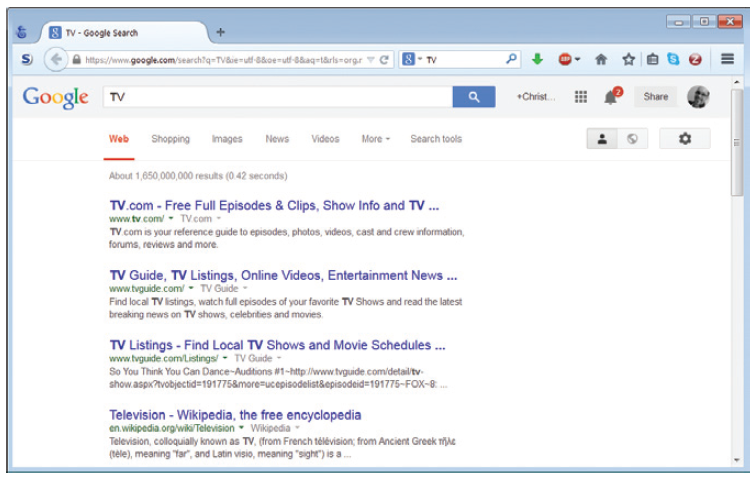 TV - Google Search
https://www.google.com/search?q=TV&ie=utf-8&oe=utf-8&aq=t&rls=org.r
TV
Google TV +Christ... 2 Share
Web Shopping Images News Videos More Search tools
About 1,650,000,000 results (0.42 seconds)
TV.com - Free Full Episodes & Clips, Show Info and TV ...
www.tv.com/ TV.com
TV.com is your reference guide to episodes, photos, videos, cast and crew information,
forums, reviews and more.
TV Guide, TV Listings, Online Videos, Entertainment News ...
www.tvguide.com/ TV Guide
Find local TV listings, watch full episodes of your favorite TV Shows and read the latest
breaking news on TV shows, celebrities and movies.
TV Listings - Find Local TV Shows and Movie Schedules ...
www.tvguide.com/Listings/ TV Guide
So You Think You Can Dance~Auditions #1~http://www.tvguide.com/detail/tv-
show.aspx?tvobjectid=191775&more=ucepisodelist&episodeid=191775~FOX~8: ...
Television - Wikipedia, the free encyclopedia
en.wikipedia.org/wiki/Television Wikipedia
Television, colloquially known as TV, (from French télévision; from Ancient Greek τῆλε
(tèle), meaning "far", and Latin visio, meaning "sight") is a ...